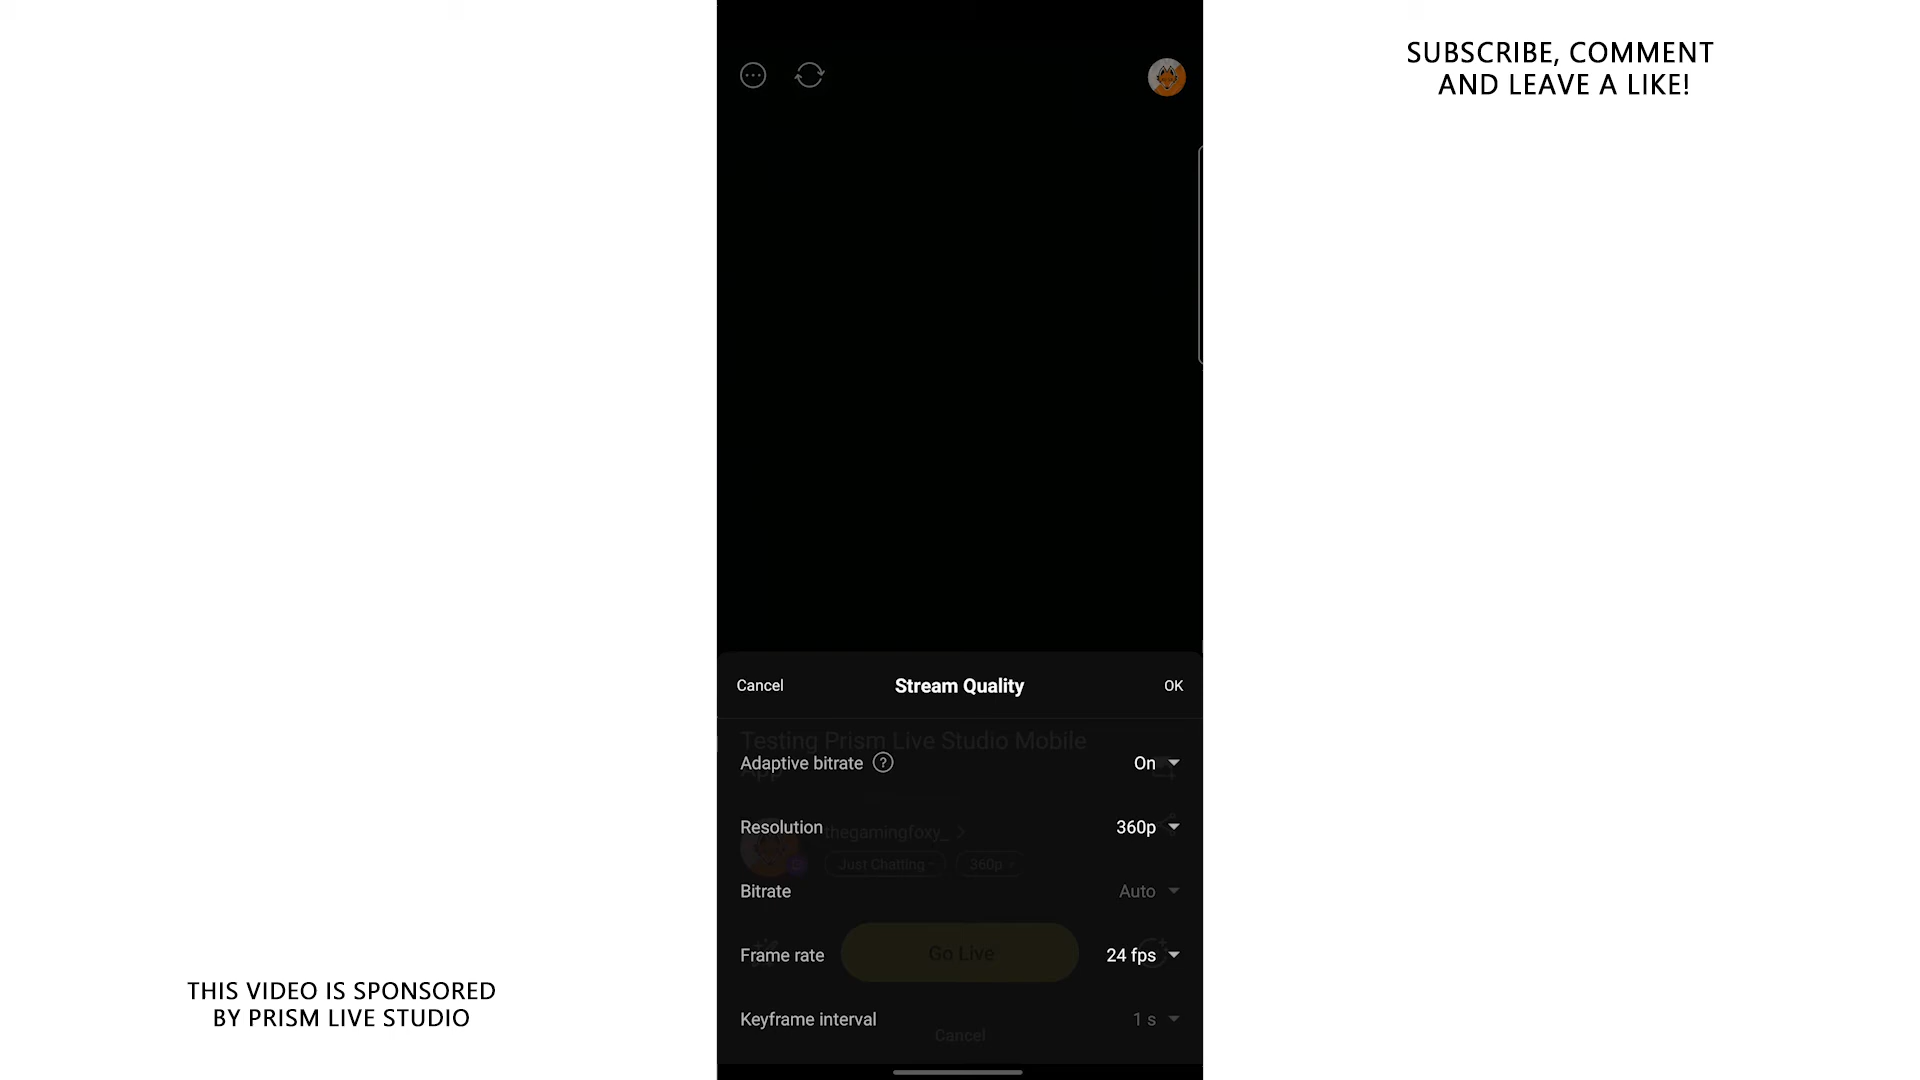 SUBSCRIBE, COMMENT
AND LEAVE A LIKE!
Cancel
Stream Quality
OK
Testing Prism Live Studio Mobile
App
Adaptive bitrate ?
On
thegamingfoxy_
Resolution
360p
Just Chatting
360p
Bitrate
Auto
Go Live
Frame rate
24 fps
Keyframe interval
1 s
Cancel
THIS VIDEO IS SPONSORED
BY PRISM LIVE STUDIO